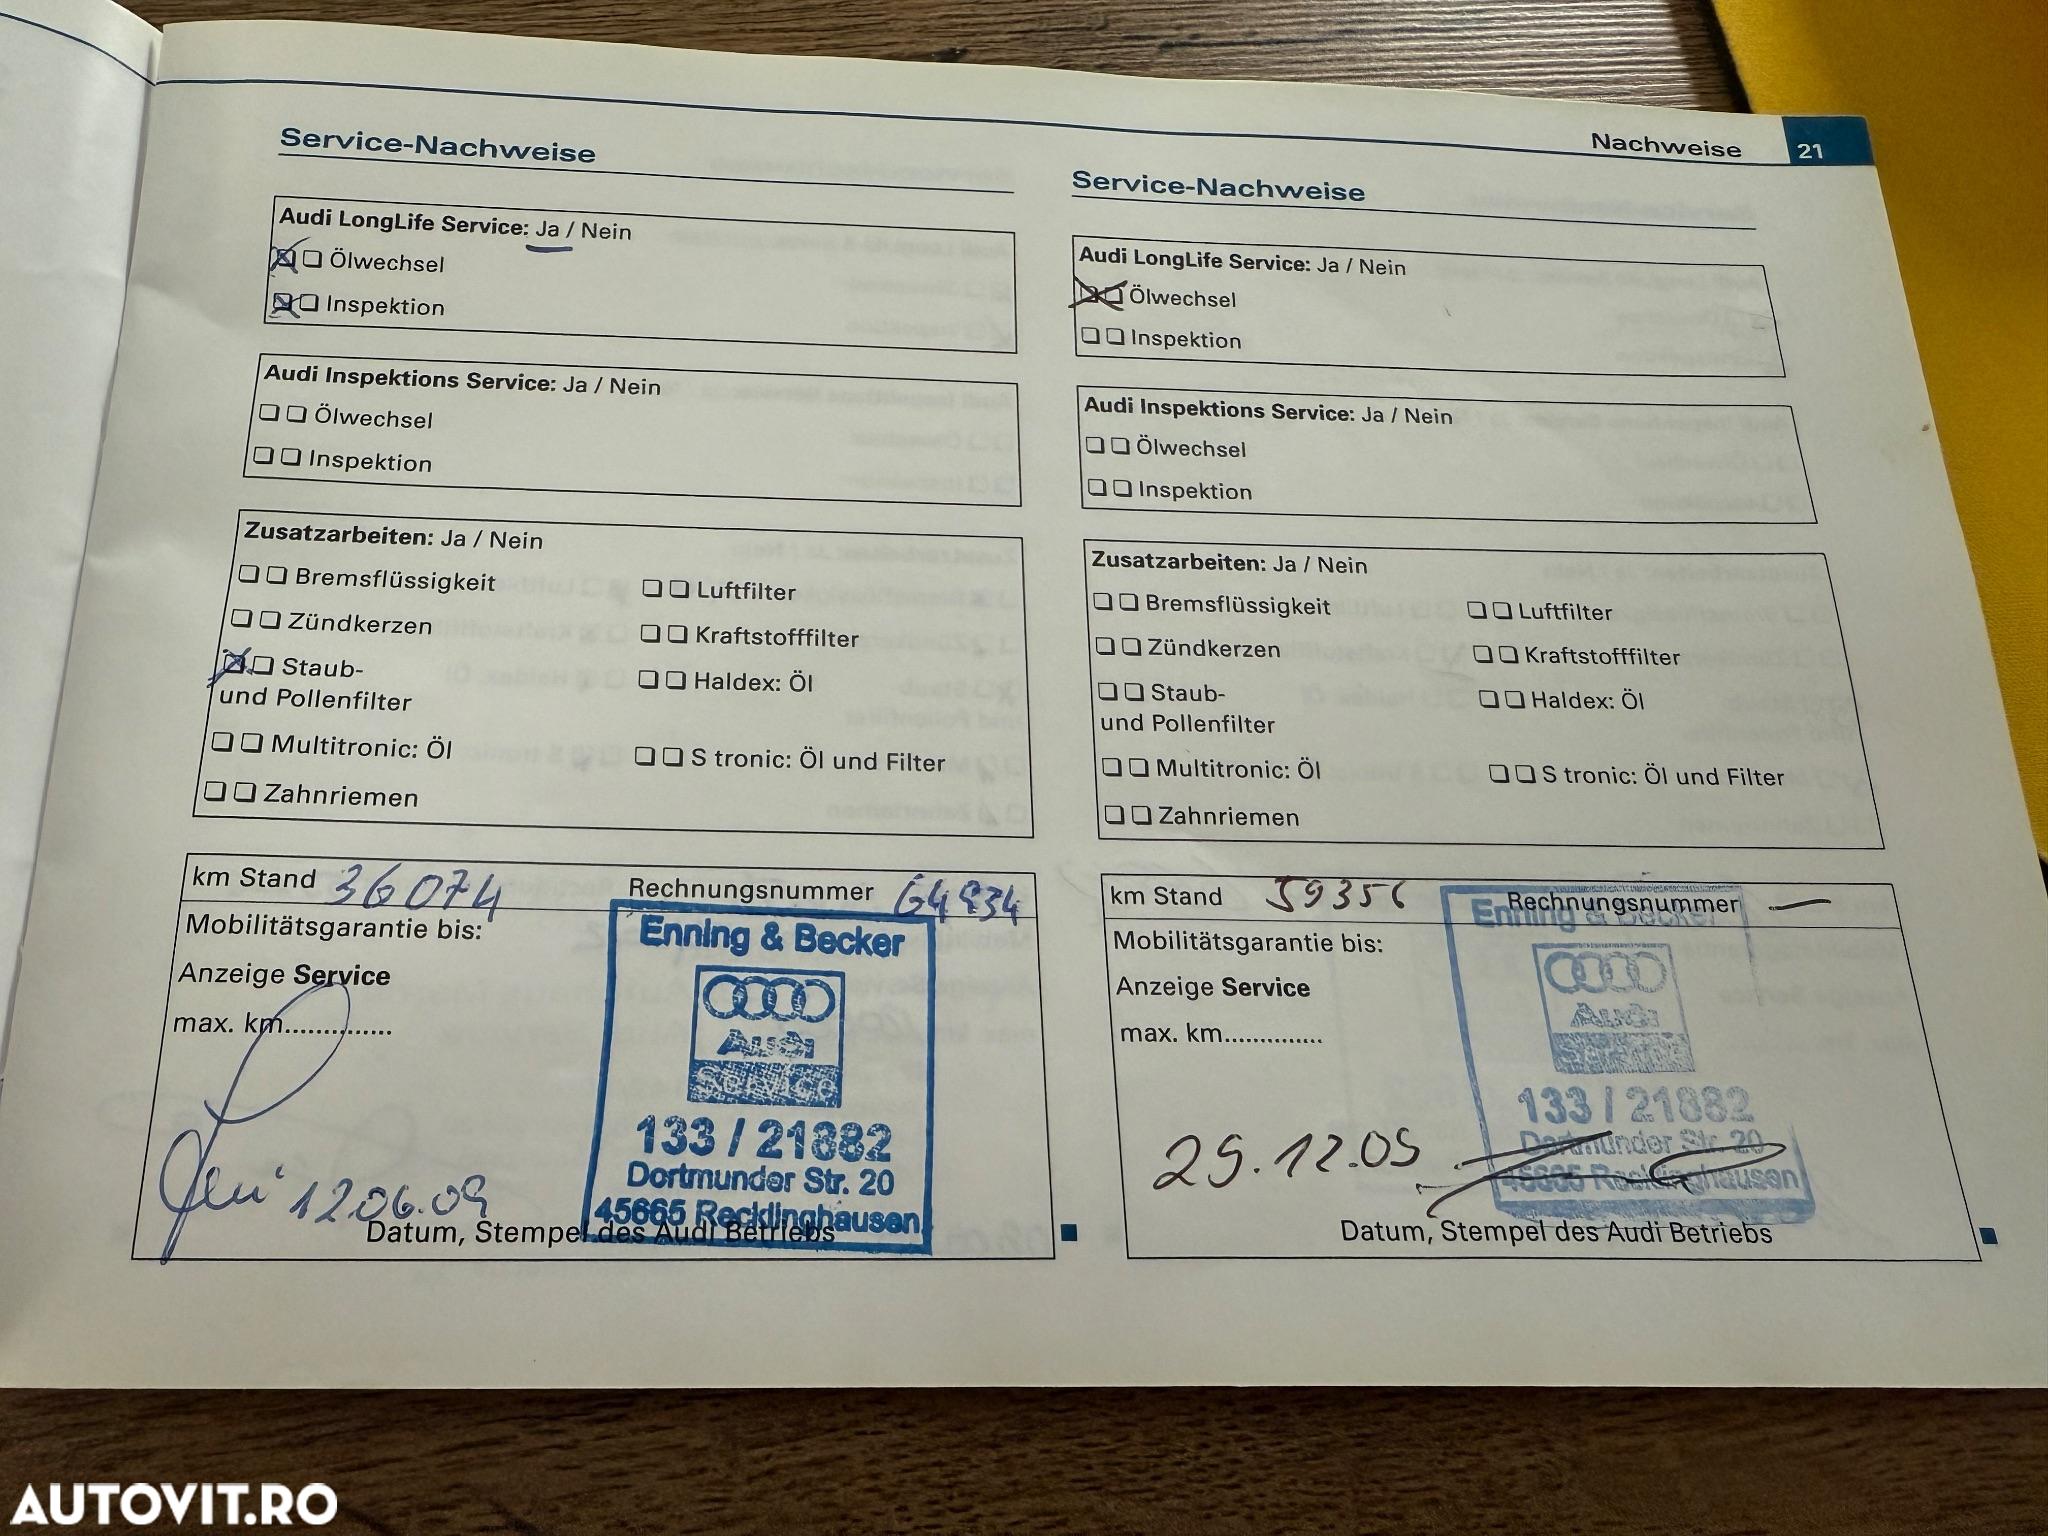 Nachweise 21
Service-Nachweise
Audi LongLife Service: Ja / Nein
Ölwechsel
Inspektion
Audi Inspektions Service: Ja / Nein
Ölwechsel
Inspektion
Zusatzarbeiten: Ja / Nein
Bremsflüssigkeit Luftfilter
Zündkerzen Kraftstofffilter
Staub- Haldex: Öl
und Pollenfilter
Multitronic: Öl S tronic: Öl und Filter
Zahnriemen
km Stand 36074 Rechnungsnummer
Mobilitätsgarantie bis:
Anzeige Service
max. km..............
Enning & Becker
Audi
Service
133 / 21882
Dortmunder Str. 20
45665 Recklinghausen
12.06.09
Datum, Stempel des Audi Betriebs
Service-Nachweise
Audi LongLife Service: Ja / Nein
Ölwechsel
Inspektion
Audi Inspektions Service: Ja / Nein
Ölwechsel
Inspektion
Zusatzarbeiten: Ja / Nein
Bremsflüssigkeit Luftfilter
Zündkerzen Kraftstofffilter
Staub- Haldex: Öl
und Pollenfilter
Multitronic: Öl S tronic: Öl und Filter
Zahnriemen
km Stand 59356 Rechnungsnummer —
Mobilitätsgarantie bis:
Anzeige Service
max. km..............
Enning & Becker
Audi
133 / 21882
Dortmunder Str. 20
45665 Recklinghausen
Datum, Stempel des Audi Betriebs
AUTOVIT.RO